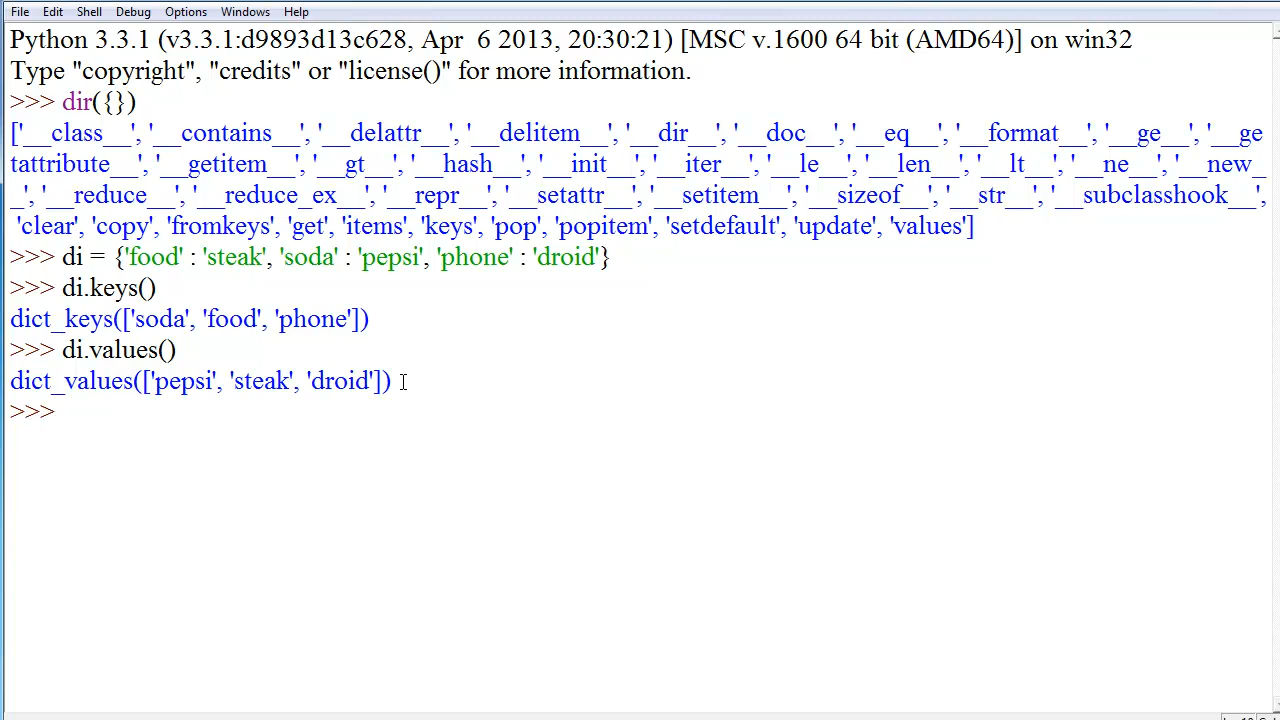 File Edit Shell Debug Options Windows Help
Python 3.3.1 (v3.3.1:d9893d13c628, Apr  6 2013, 20:30:21) [MSC v.1600 64 bit (AMD64)] on win32
Type "copyright", "credits" or "license()" for more information.
>>> dir({})
['__class__', '__contains__', '__delattr__', '__delitem__', '__dir__', '__doc__', '__eq__', '__format__', '__ge__', '__ge
tattribute__', '__getitem__', '__gt__', '__hash__', '__init__', '__iter__', '__le__', '__len__', '__lt__', '__ne__', '__new_
_', '__reduce__', '__reduce_ex__', '__repr__', '__setattr__', '__setitem__', '__sizeof__', '__str__', '__subclasshook__',
'clear', 'copy', 'fromkeys', 'get', 'items', 'keys', 'pop', 'popitem', 'setdefault', 'update', 'values']
>>> di = {'food' : 'steak', 'soda' : 'pepsi', 'phone' : 'droid'}
>>> di.keys()
dict_keys(['soda', 'food', 'phone'])
>>> di.values()
dict_values(['pepsi', 'steak', 'droid'])
>>>